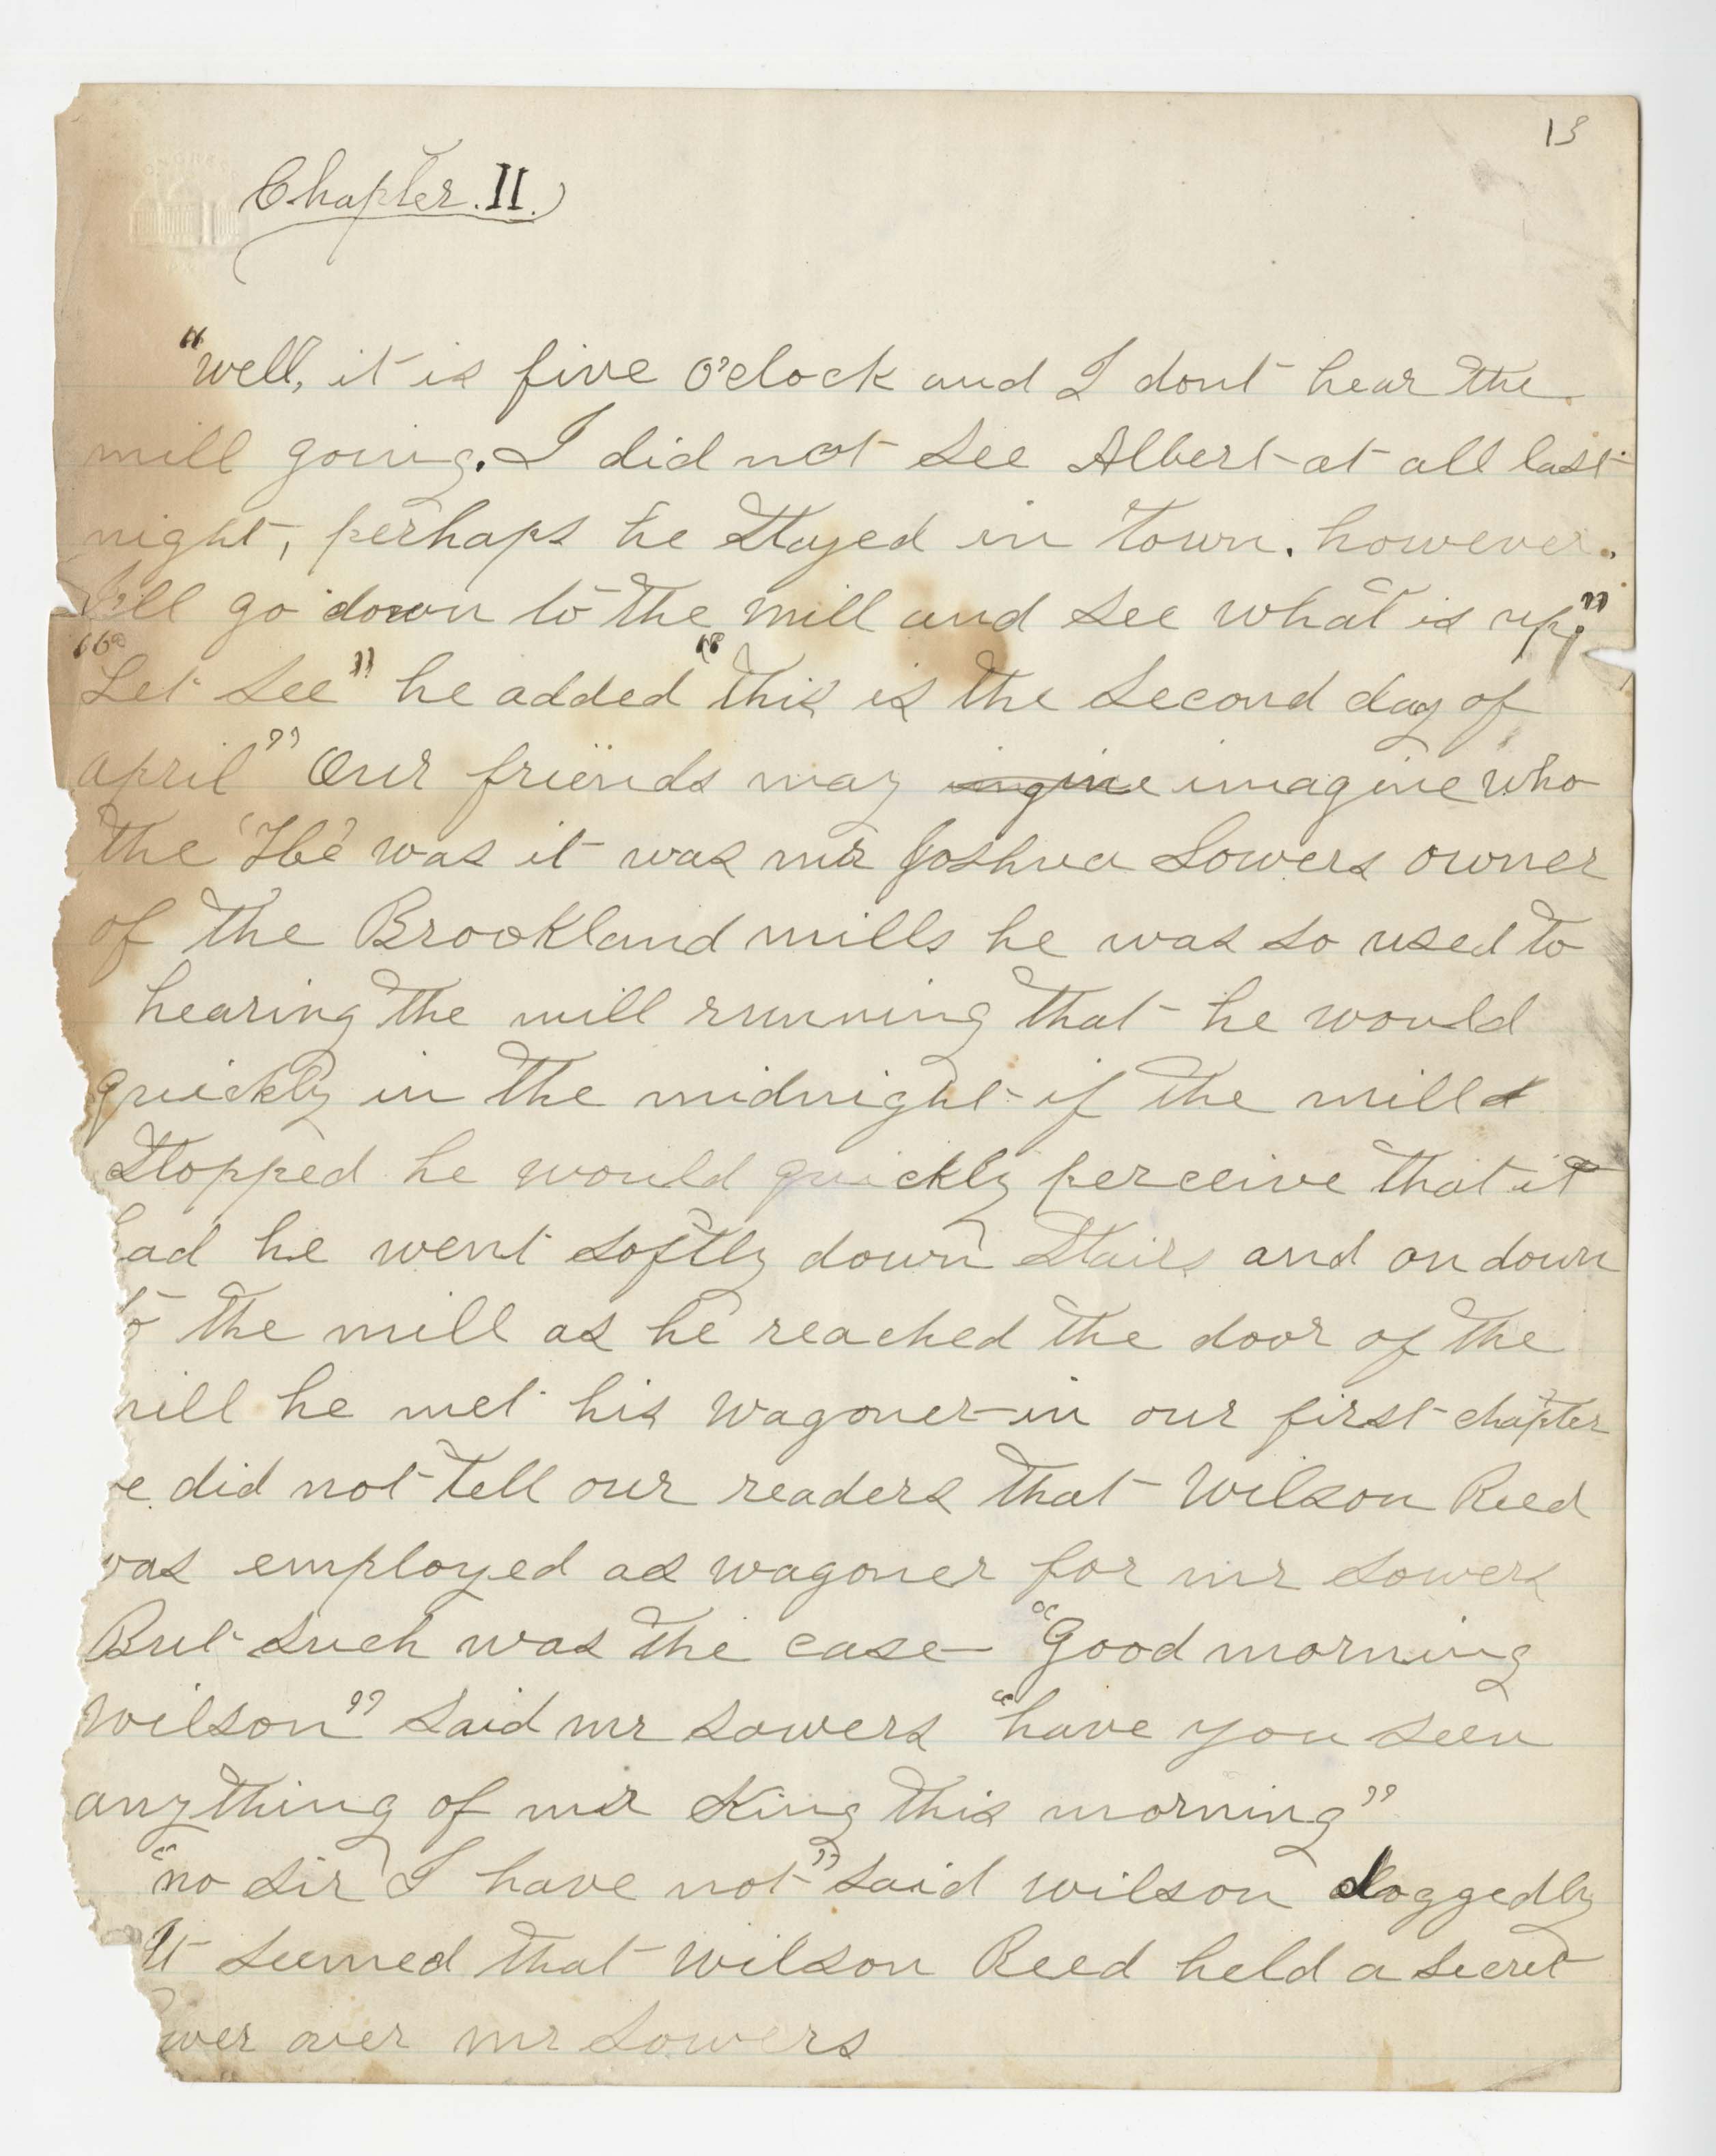 13
Chapter. II.
"well, it is five O'clock and I dont hear the
mill going. I did not see Albert at all last
night, perhaps he stayed in town. however.
I'll go down to the mill and see what is up."
"Let see" he added "this is the second day of
april" Our friends may imagine who
the 'He' was it was mr Joshua Sowers owner
of the Brookland mills he was so used to
hearing the mill running that he would
quickly in the midnight if the mill
stopped he would quickly perceive that it
had he went softly down stairs and on down
to the mill as he reached the door of the
mill he met his wagoner in our first chapter
e did not tell our readers that Wilson Reed
was employed as wagoner for mr sowers
But such was the case "Good morning
Wilson" said mr sowers "have you seen
anything of mr King this morning"
"no sir I have not" said wilson doggedly
It seemed that Wilson Reed held a secret
wer over mr Sowers